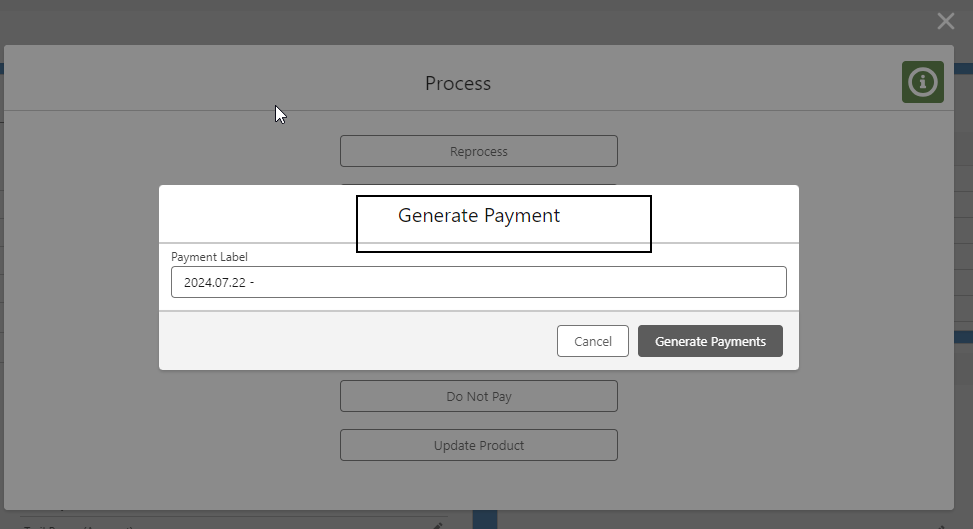 Process
Reprocess
Generate Payment
Payment Label
2024.07.22 -
Cancel
Generate Payments
Do Not Pay
Update Product